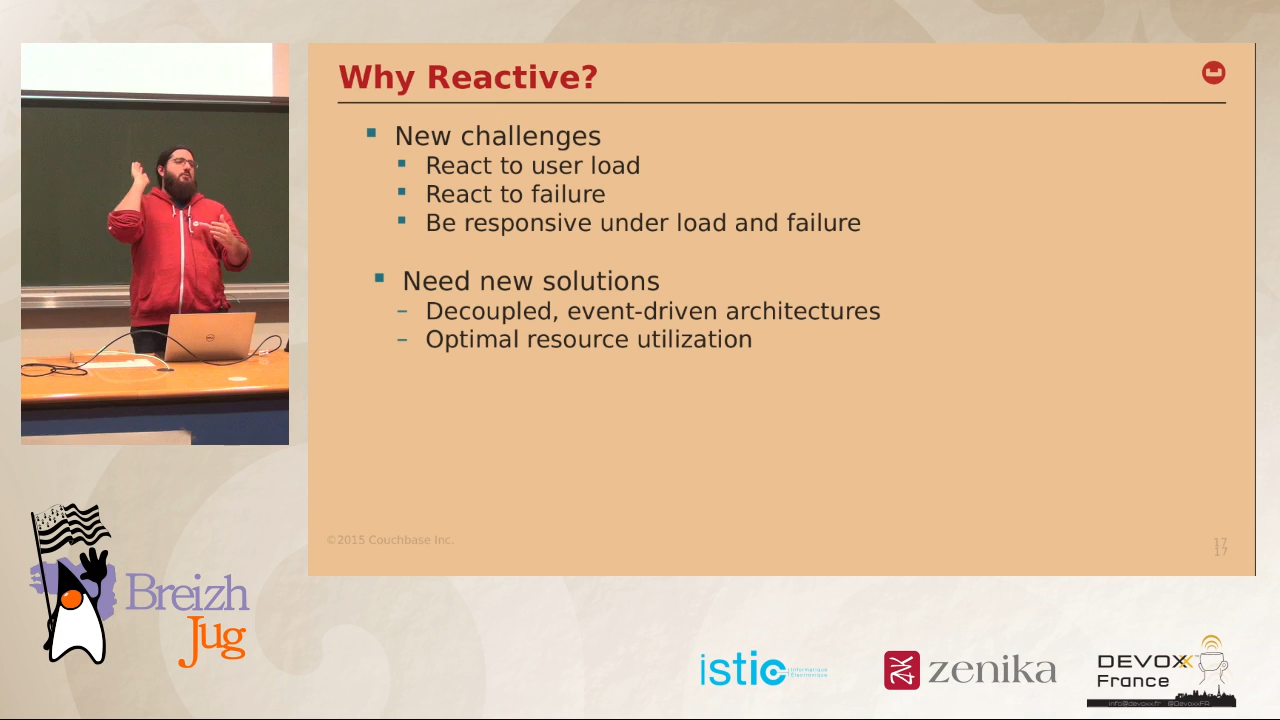 Why Reactive?
New challenges
React to user load
React to failure
Be responsive under load and failure
Need new solutions
– Decoupled, event-driven architectures
– Optimal resource utilization
©2015 Couchbase Inc.
17
17
Breizh
Jug
istic
Informatique
Électronique
zenika
DEVOXX
France
info@devoxx.fr @DevoxxFR